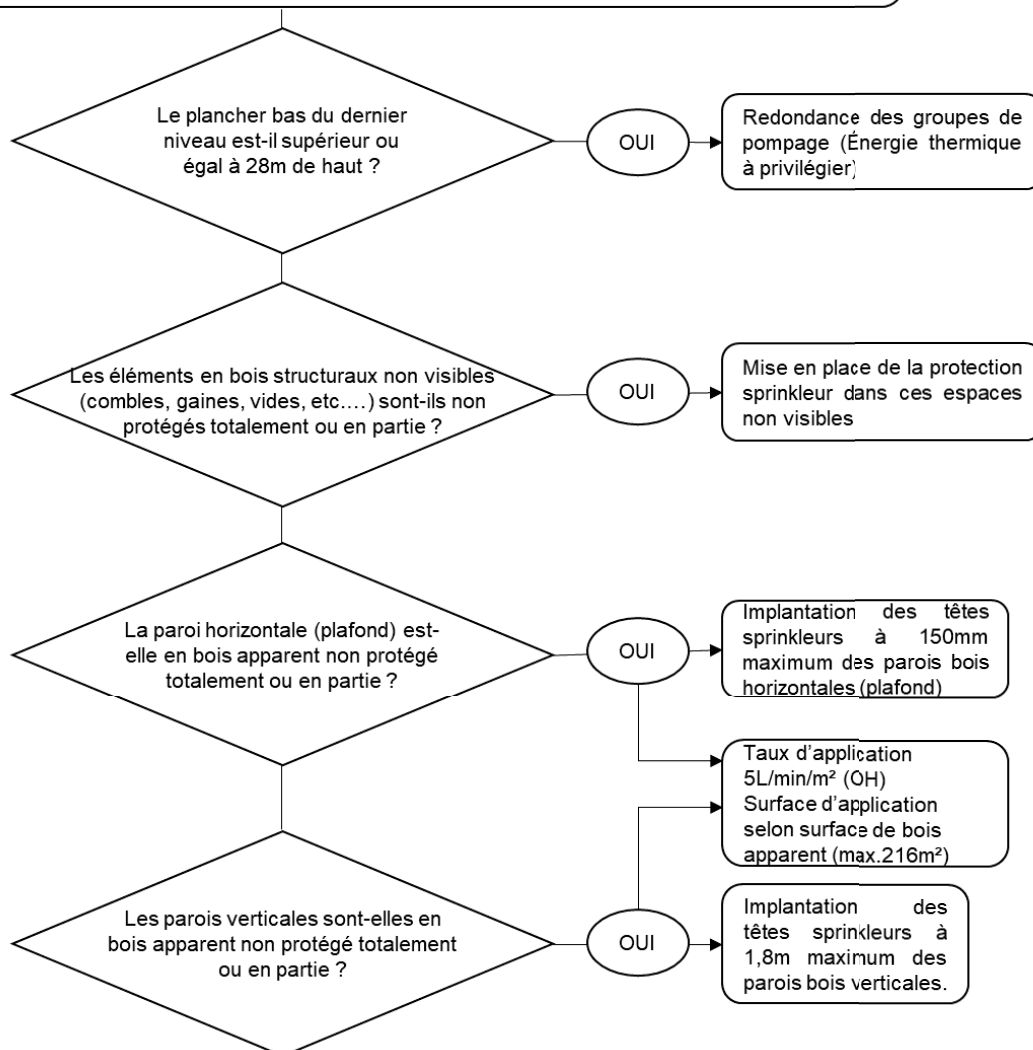 Le plancher bas du dernier
niveau est-il supérieur ou
égal à 28m de haut ?
OUI
Redondance des groupes de
pompage (Énergie thermique
à privilégier)
Les éléments en bois structuraux non visibles
(combles, gaines, vides, etc.…) sont-ils non
protégés totalement ou en partie ?
OUI
Mise en place de la protection
sprinkleur dans ces espaces
non visibles
La paroi horizontale (plafond) est-
elle en bois apparent non protégé
totalement ou en partie ?
OUI
Implantation des têtes
sprinkleurs à 150mm
maximum des parois bois
horizontales (plafond)
Taux d’application
5L/min/m² (OH)
Surface d’application
selon surface de bois
apparent (max.216m²)
Les parois verticales sont-elles en
bois apparent non protégé totalement
ou en partie ?
OUI
Implantation des
têtes sprinkleurs à
1,8m maximum des
parois bois verticales.